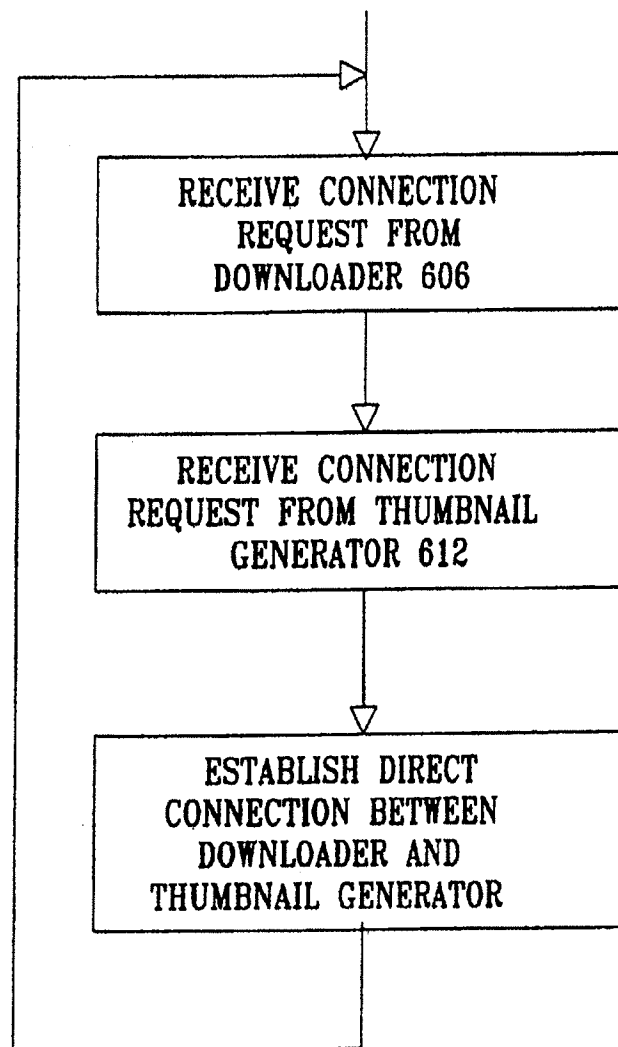 RECEIVE CONNECTION
REQUEST FROM
DOWNLOADER 606
RECEIVE CONNECTION
REQUEST FROM THUMBNAIL
GENERATOR 612
ESTABLISH DIRECT
CONNECTION BETWEEN
DOWNLOADER AND
THUMBNAIL GENERATOR